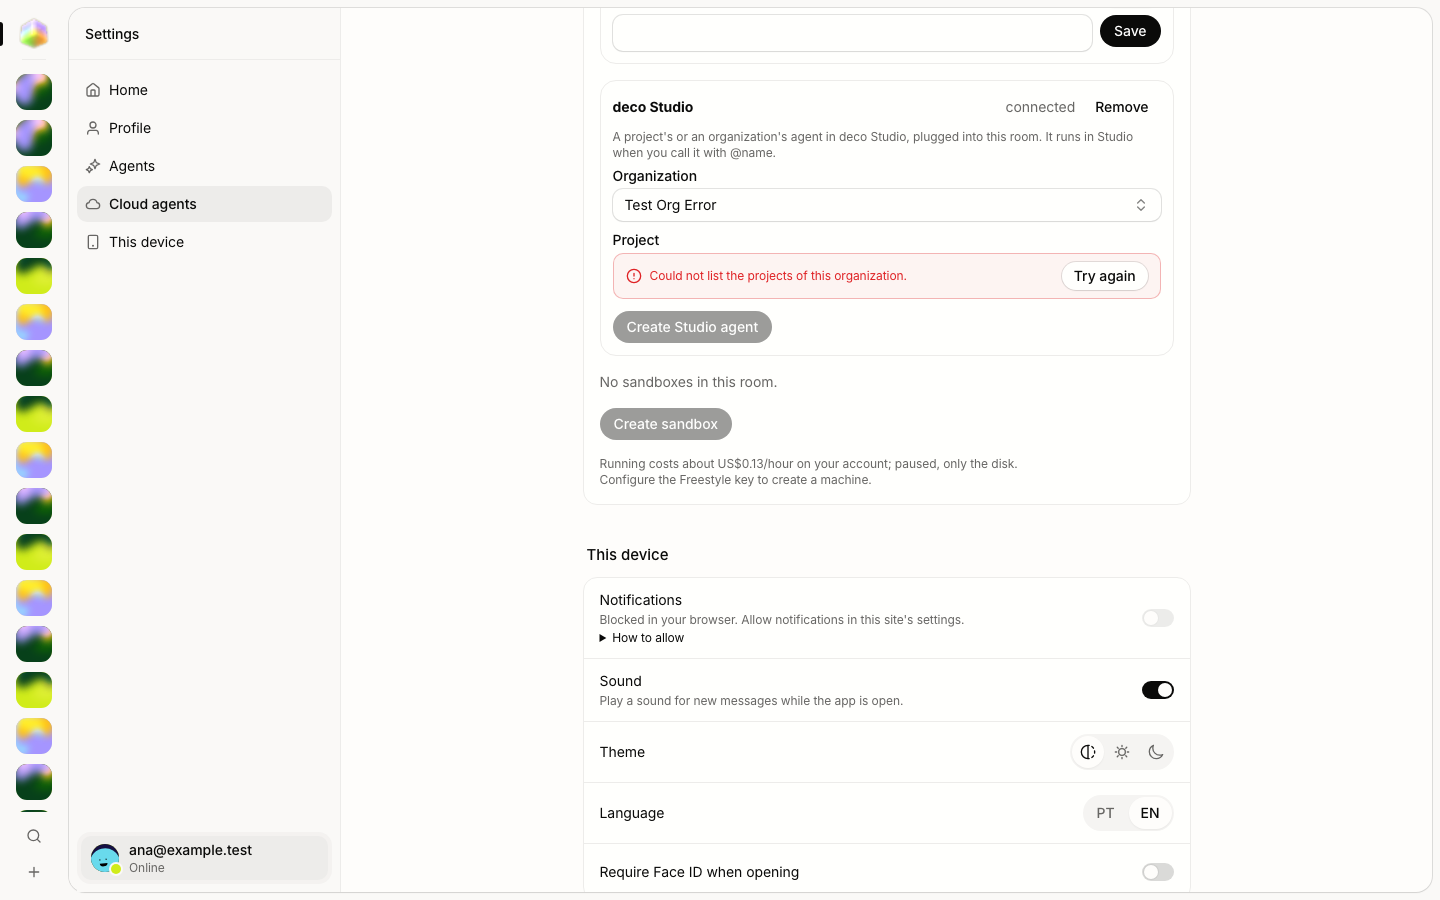 Settings
Home
Profile
Agents
Cloud agents
This device
ana@example.test
Online
Save
deco Studio
connected
Remove
A project's or an organization's agent in deco Studio, plugged into this room. It runs in Studio
when you call it with @name.
Organization
Test Org Error
Project
Could not list the projects of this organization.
Try again
Create Studio agent
No sandboxes in this room.
Create sandbox
Running costs about US$0.13/hour on your account; paused, only the disk.
Configure the Freestyle key to create a machine.
This device
Notifications
Blocked in your browser. Allow notifications in this site's settings.
How to allow
Sound
Play a sound for new messages while the app is open.
Theme
Language
PT
EN
Require Face ID when opening